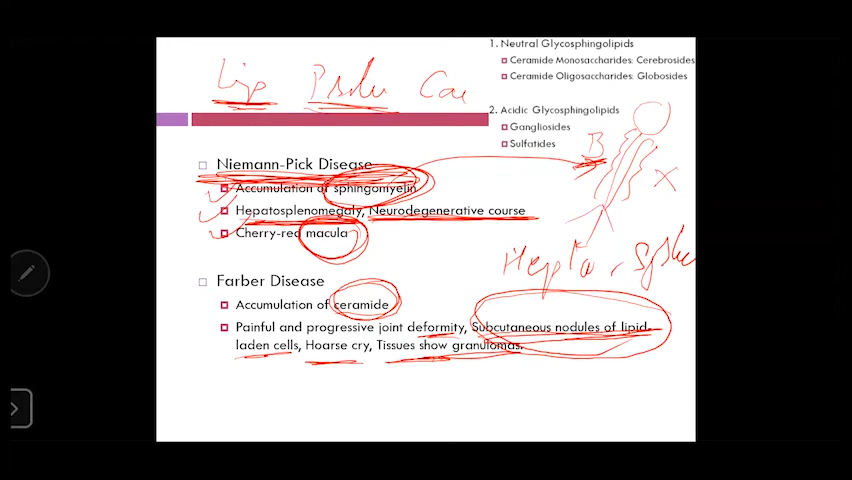 1. Neutral Glycosphingolipids
Ceramide Monosaccharides: Cerebrosides
Ceramide Oligosaccharides: Globosides
2. Acidic Glycosphingolipids
Gangliosides
Sulfatides
B
Niemann-Pick Disease
Accumulation of sphingomyelin
Hepatosplenomegaly, Neurodegenerative course
Cherry-red macula
Farber Disease
Accumulation of ceramide
Painful and progressive joint deformity, Subcutaneous nodules of lipid
laden cells, Hoarse cry, Tissues show granulomas.